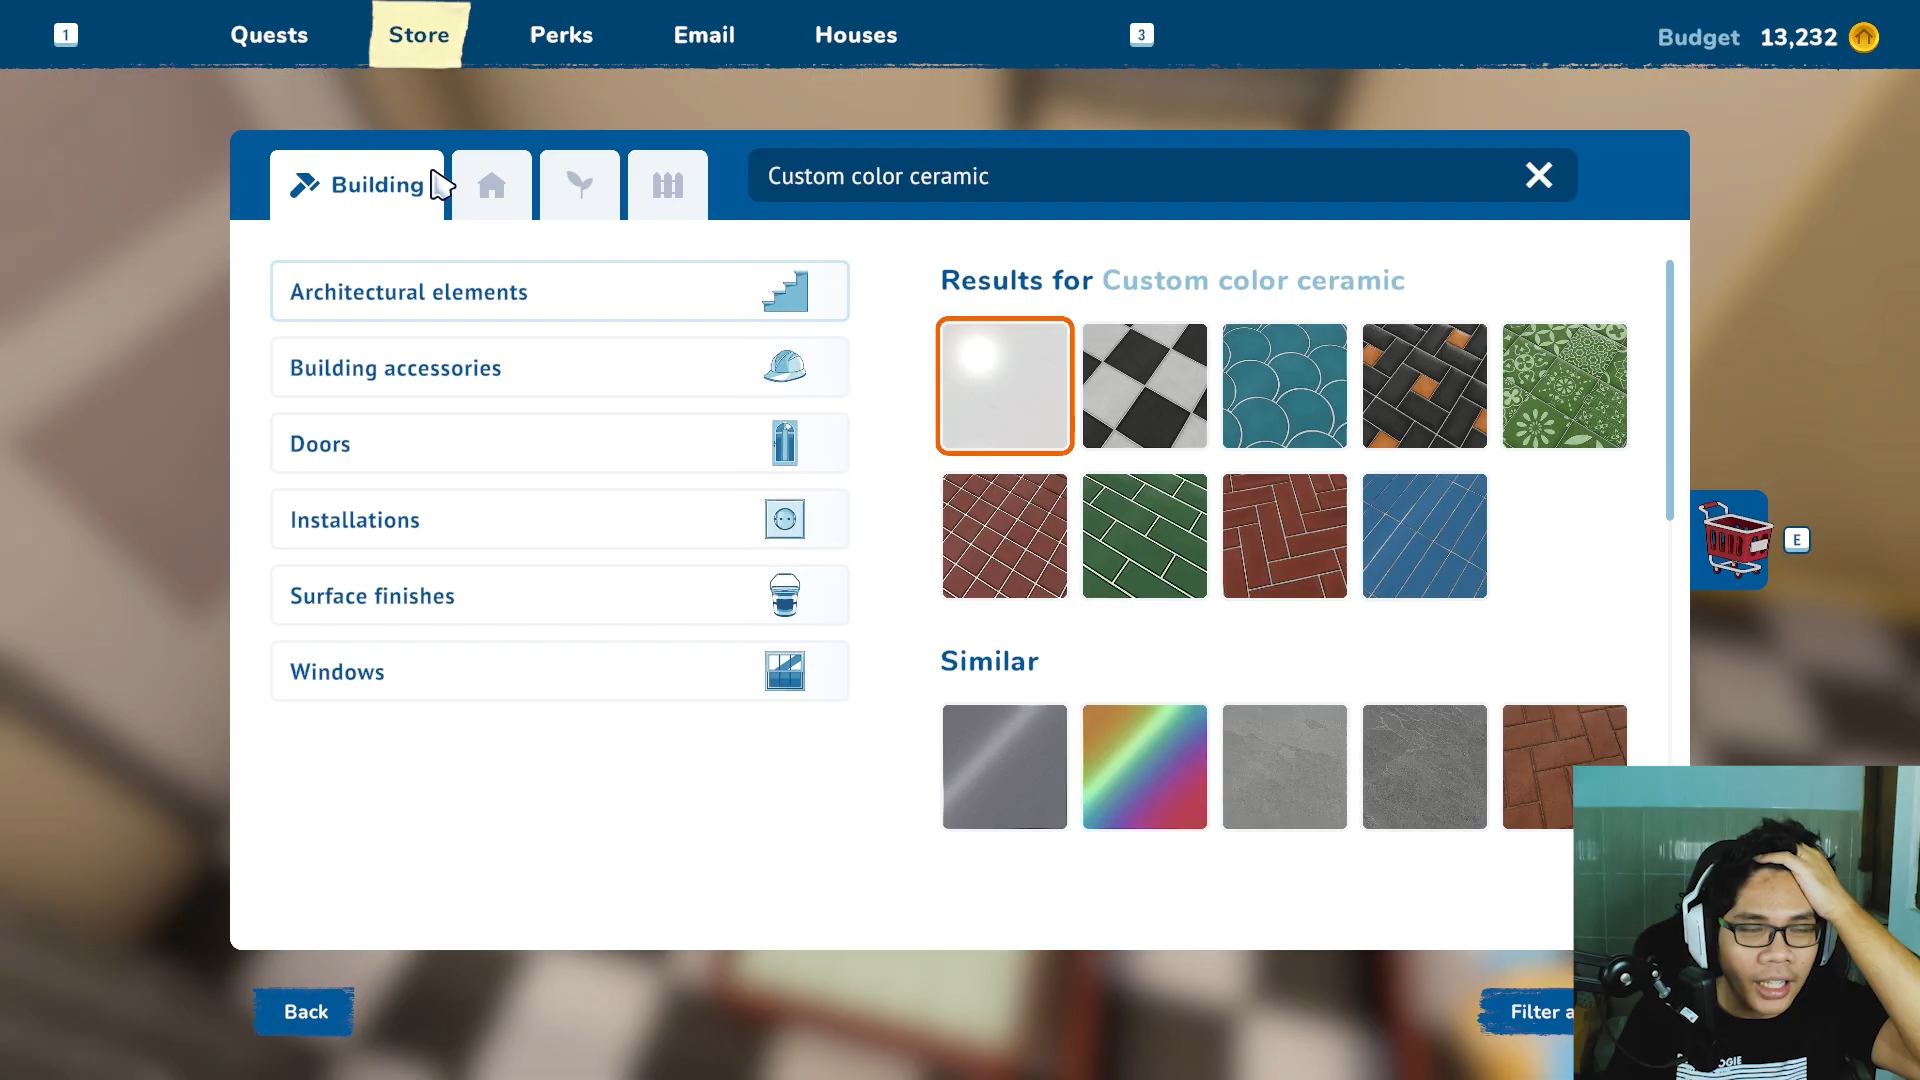 1
Quests
Store
Perks
Email
Houses
3
Budget 13,232
Building
Custom color ceramic
Architectural elements
Building accessories
Doors
Installations
Surface finishes
Windows
Results for Custom color ceramic
Similar
E
Back
Filter a
OGIE